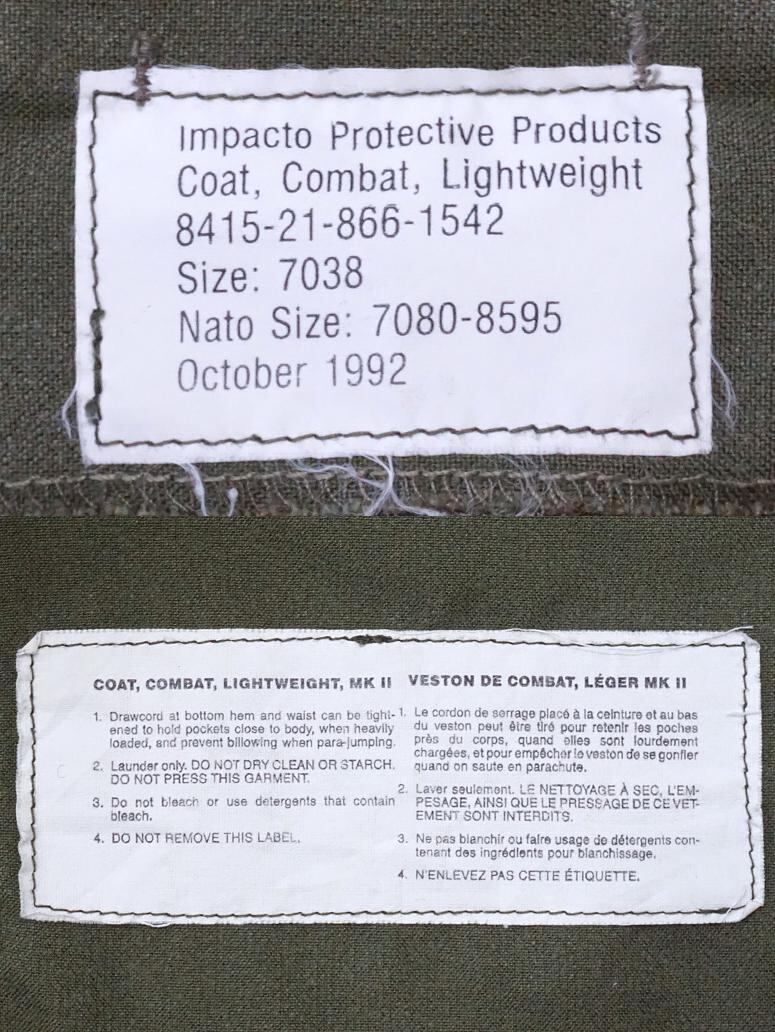 Impacto Protective Products
Coat, Combat, Lightweight
8415-21-866-1542
Size: 7038
Nato Size: 7080-8595
October 1992
COAT, COMBAT, LIGHTWEIGHT, MK II
1. Drawcord at bottom hem and waist can be tight-
ened to hold pockets close to body, when heavily
loaded, and prevent billowing when para-jumping.
2. Launder only. DO NOT DRY CLEAN OR STARCH.
DO NOT PRESS THIS GARMENT.
3. Do not bleach or use detergents that contain
bleach.
4. DO NOT REMOVE THIS LABEL.
VESTON DE COMBAT, LÉGER MK II
1. Le cordon de serrage placé à la ceinture et au bas
du veston peut être tiré pour retenir les poches
près du corps, quand elles sont lourdement
chargées, et pour empêcher le veston de se gonfler
quand on saute en parachute.
2. Laver seulement. LE NETTOYAGE À SEC, L'EM-
PESAGE, AINSI QUE LE PRESSAGE DE CE VET-
EMENT SONT INTERDITS.
3. Ne pas blanchir ou faire usage de détergents con-
tenant des ingrédients pour blanchissage.
4. N'ENLEVEZ PAS CETTE ÉTIQUETTE.